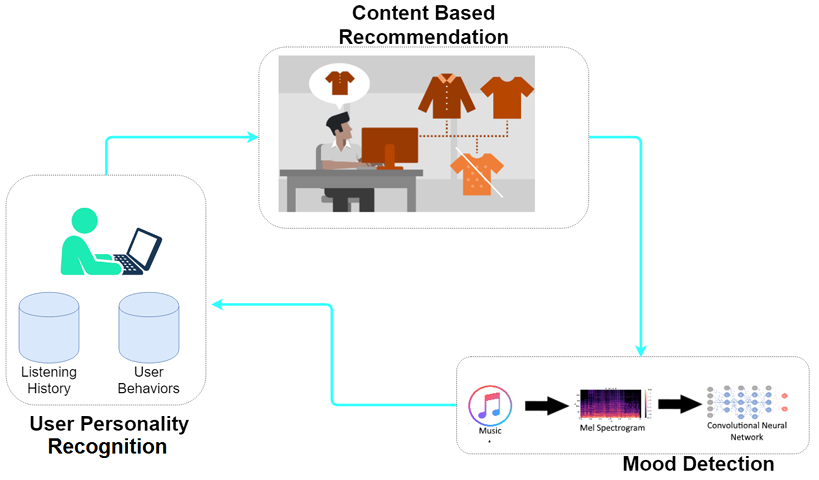 Content Based
Recommendation
Listening
History
User
Behaviors
User Personality
Recognition
Music
Mel Spectrogram
Convolutional Neural
Network
Mood Detection